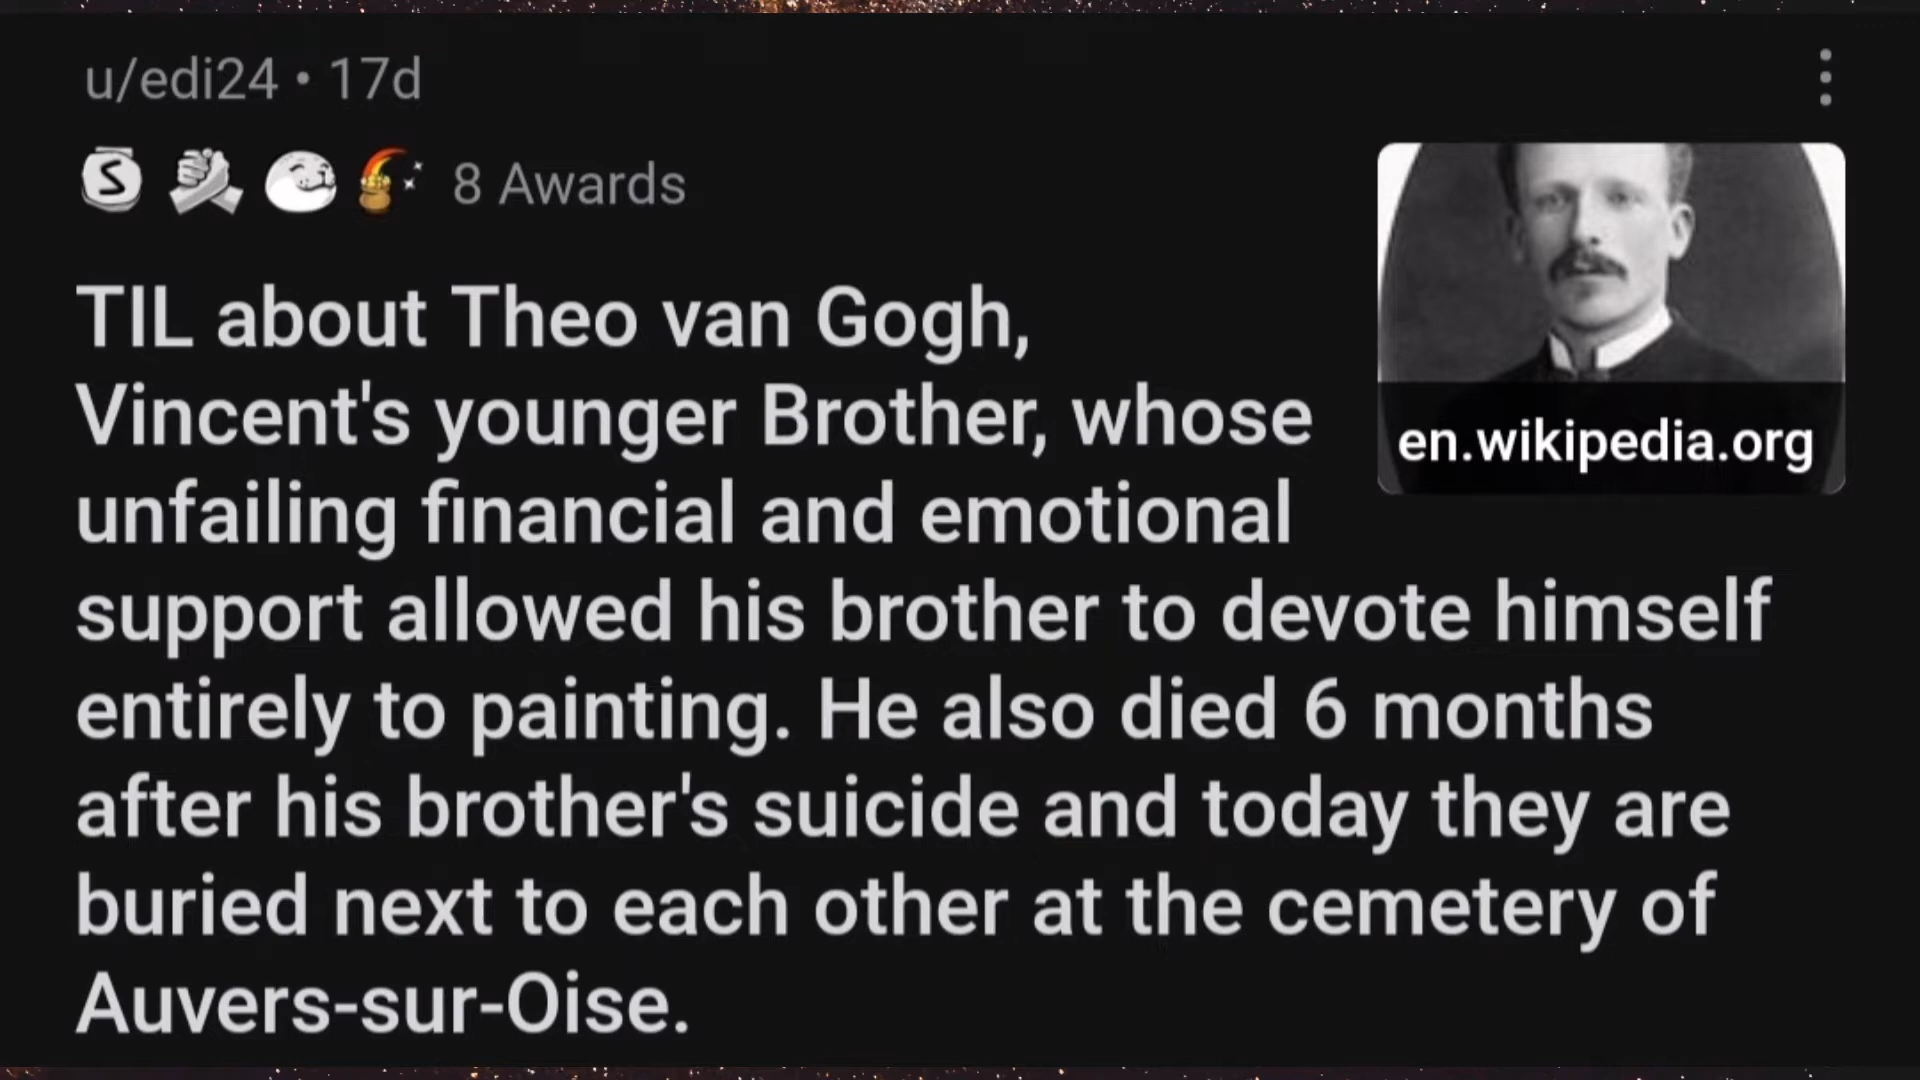 u/edi24 • 17d
8 Awards
TIL about Theo van Gogh,
Vincent's younger Brother, whose
unfailing financial and emotional
support allowed his brother to devote himself
entirely to painting. He also died 6 months
after his brother's suicide and today they are
buried next to each other at the cemetery of
Auvers-sur-Oise.
en.wikipedia.org